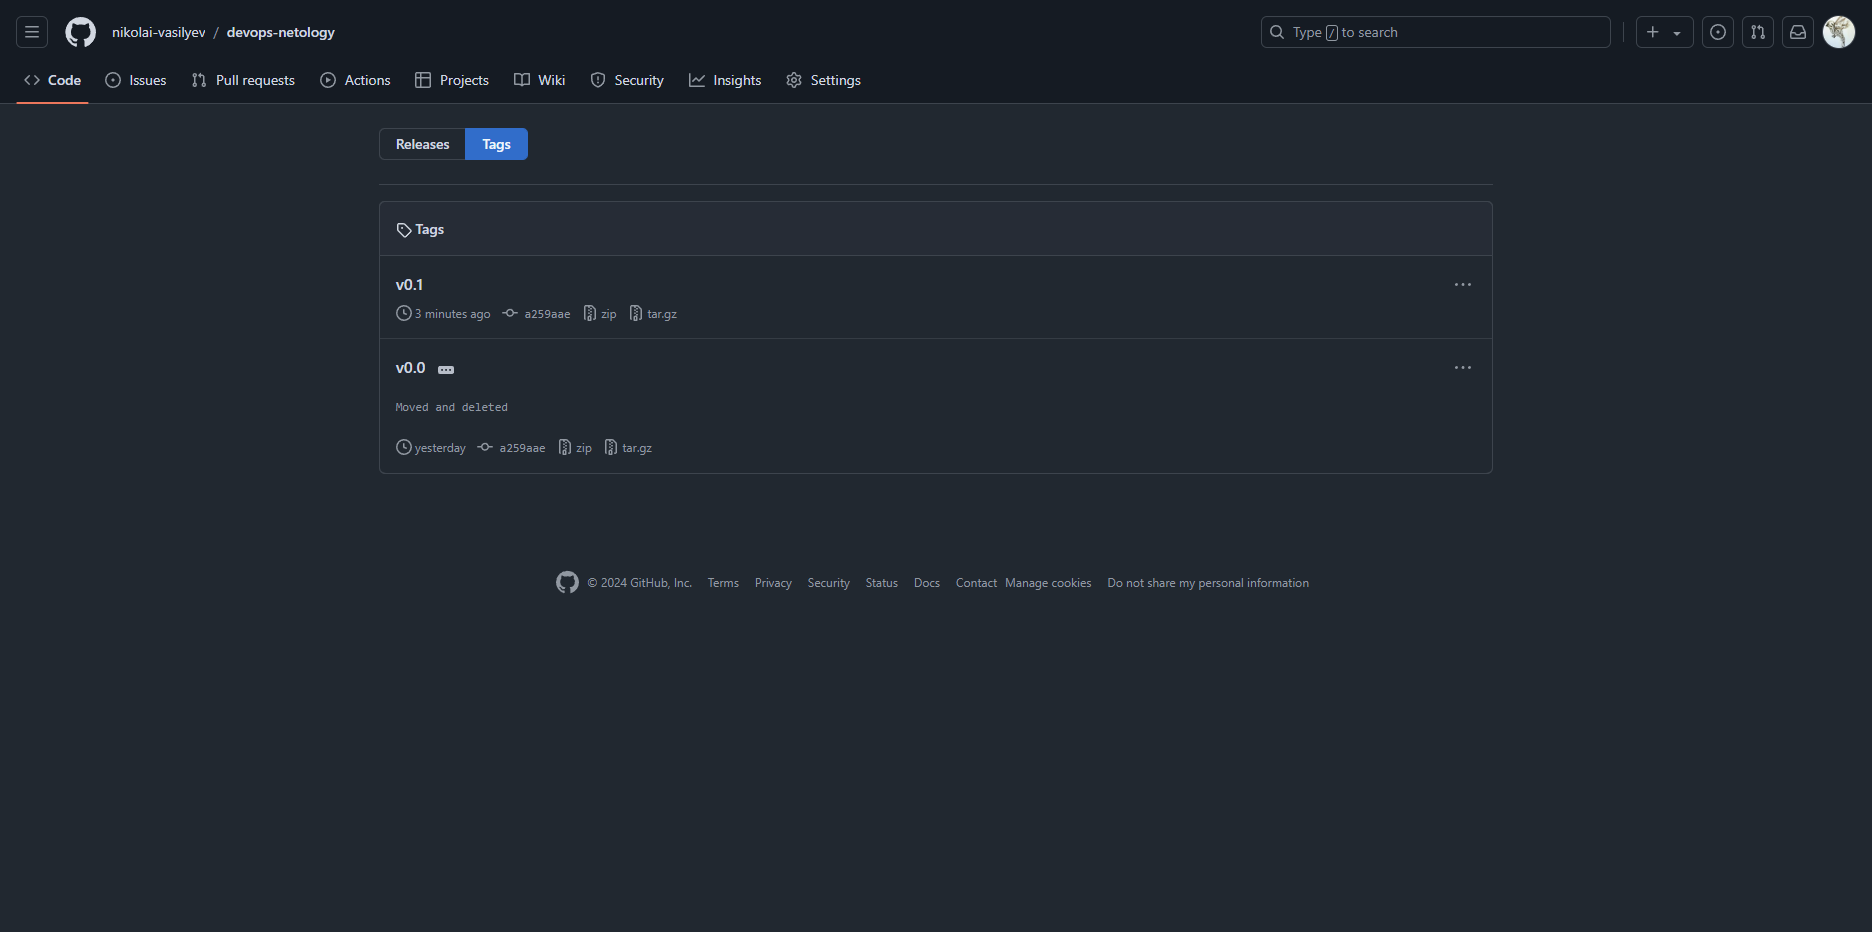 nikolai-vasilyev / devops-netology
Type / to search
Code Issues Pull requests Actions Projects Wiki Security Insights Settings
Releases Tags
Tags
v0.1
3 minutes ago a259aae zip tar.gz
v0.0
Moved and deleted
yesterday a259aae zip tar.gz
© 2024 GitHub, Inc. Terms Privacy Security Status Docs Contact Manage cookies Do not share my personal information